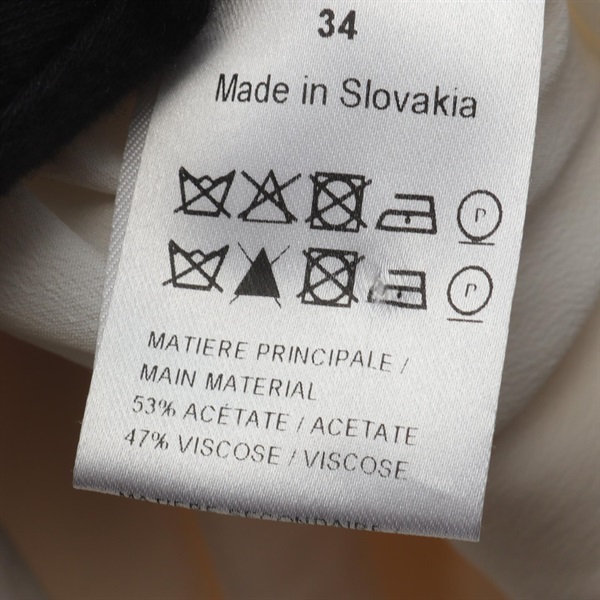 34
Made in Slovakia
P
P
MATIERE PRINCIPALE /
MAIN MATERIAL
53% ACÉTATE / ACETATE
47% VISCOSE / VISCOSE